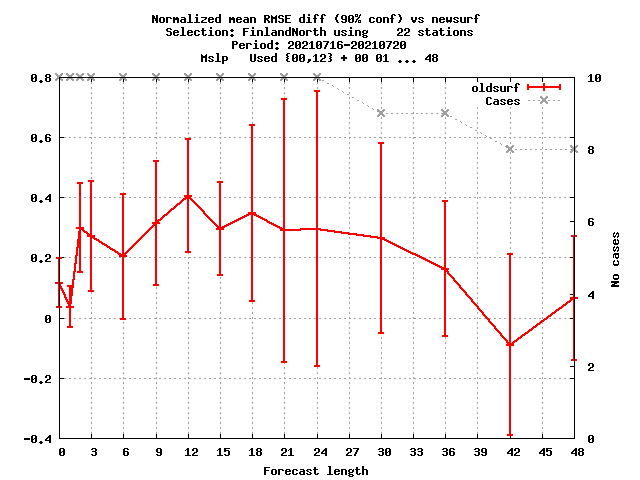 Normalized mean RMSE diff (90% conf) vs newsurf
Selection: FinlandNorth using    22 stations
Period: 20210716-20210720
Mslp   Used {00,12} + 00 01 ... 48
oldsurf
Cases
0.8
0.6
0.4
0.2
0
-0.2
-0.4
10
8
6
4
2
0
No cases
0 3 6 9 12 15 18 21 24 27 30 33 36 39 42 45 48
Forecast length